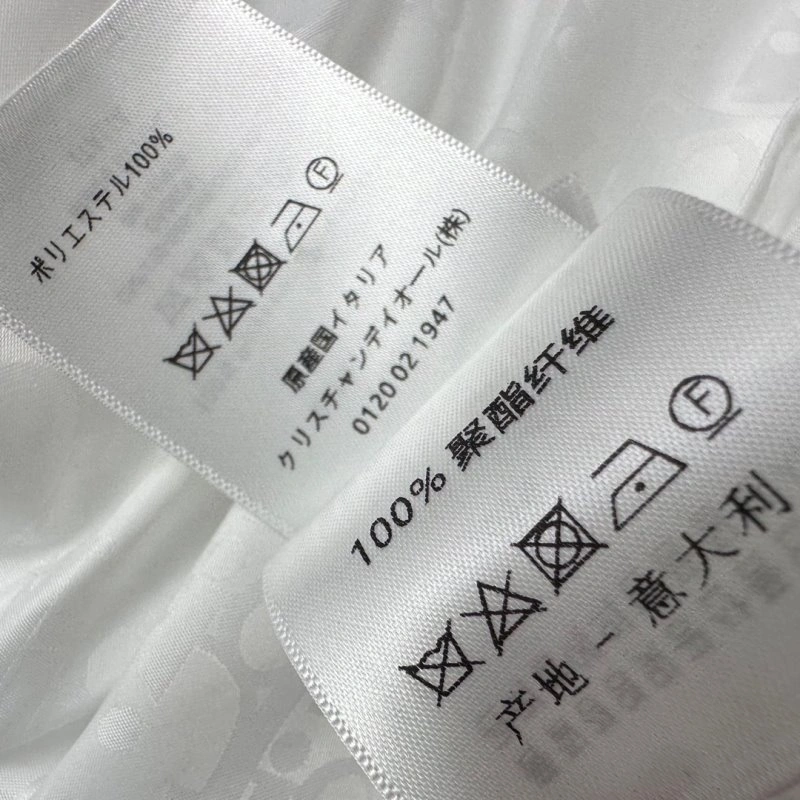 ポリエステル100%
F
原産国イタリア
クリスチャンディオール(株)
0120 02 1947
100% 聚酯纤维
F
产地 - 意大利